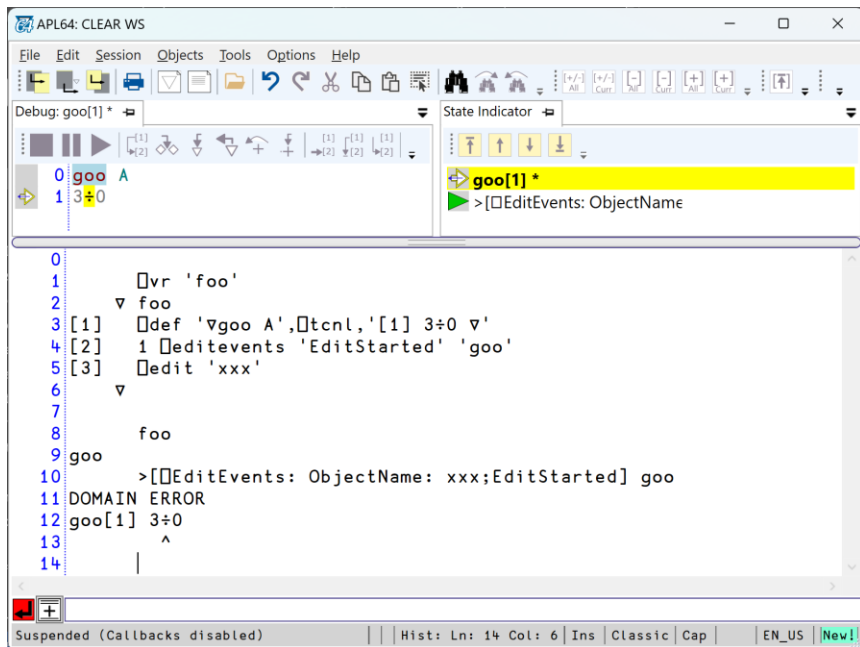 APL64: CLEAR WS
File Edit Session Objects Tools Options Help
Debug: goo[1] *
State Indicator
0 goo A
1 3÷0
goo[1] *
>[⎕EditEvents: ObjectName
0
1 ⎕vr 'foo'
2 ∇ foo
3 [1] ⎕def '∇goo A',⎕tcnl,'[1] 3÷0 ∇'
4 [2] 1 ⎕editevents 'EditStarted' 'goo'
5 [3] ⎕edit 'xxx'
6 ∇
7
8 foo
9 goo
10 >[⎕EditEvents: ObjectName: xxx;EditStarted] goo
11 DOMAIN ERROR
12 goo[1] 3÷0
13 ^
14
Suspended (Callbacks disabled) Hist: Ln: 14 Col: 6 Ins Classic Cap EN_US New!